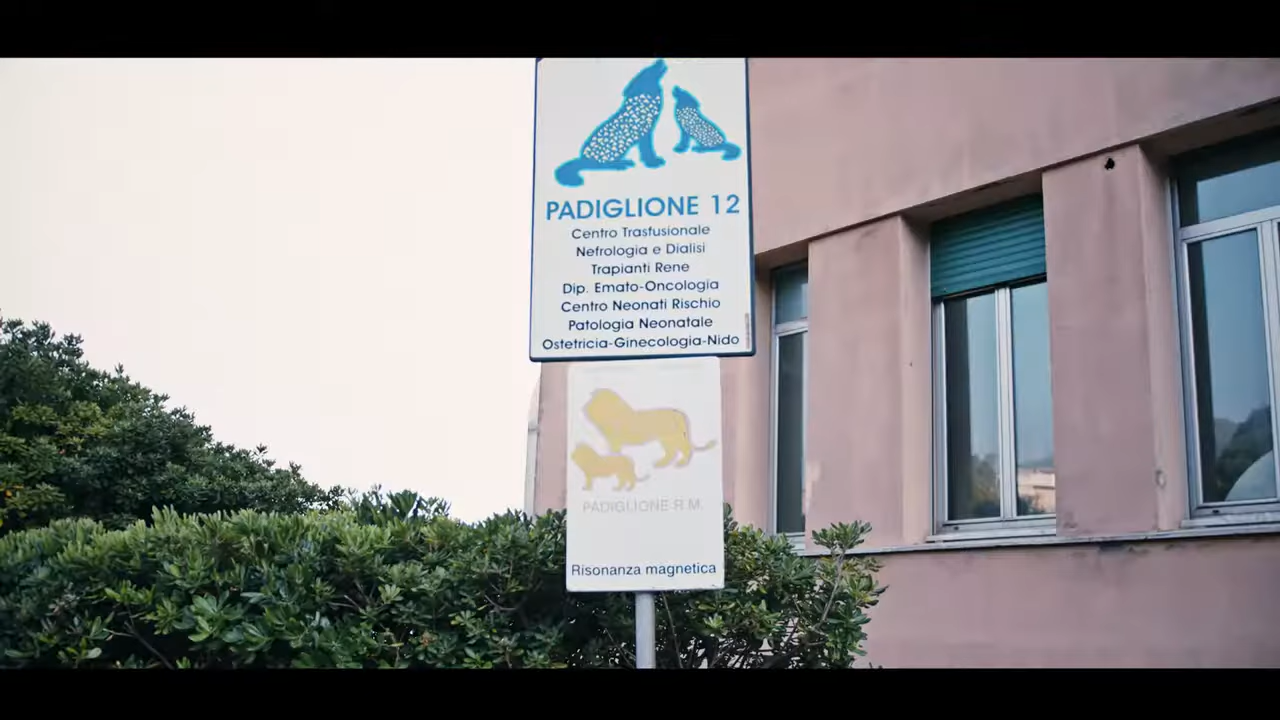 PADIGLIONE 12
Centro Trasfusionale
Nefrologia e Dialisi
Trapianti Rene
Dip. Emato-Oncologia
Centro Neonati Rischio
Patologia Neonatale
Ostetricia-Ginecologia-Nido
PADIGLIONE R.M.
Risonanza magnetica